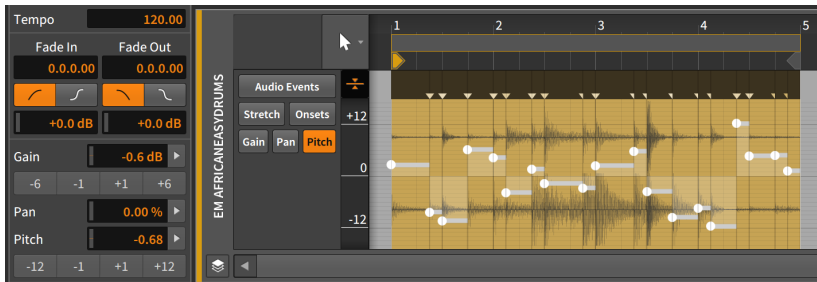 Tempo 120.00
Fade In Fade Out
0.0.0.00 0.0.0.00
+0.0 dB +0.0 dB
Gain -0.6 dB
-6 -1 +1 +6
Pan 0.00 %
Pitch -0.68
-12 -1 +1 +12
EM AFRICANEASYDRUMS
Audio Events
Stretch Onsets
Gain Pan Pitch
1 2 3 4 5
+12
0
-12